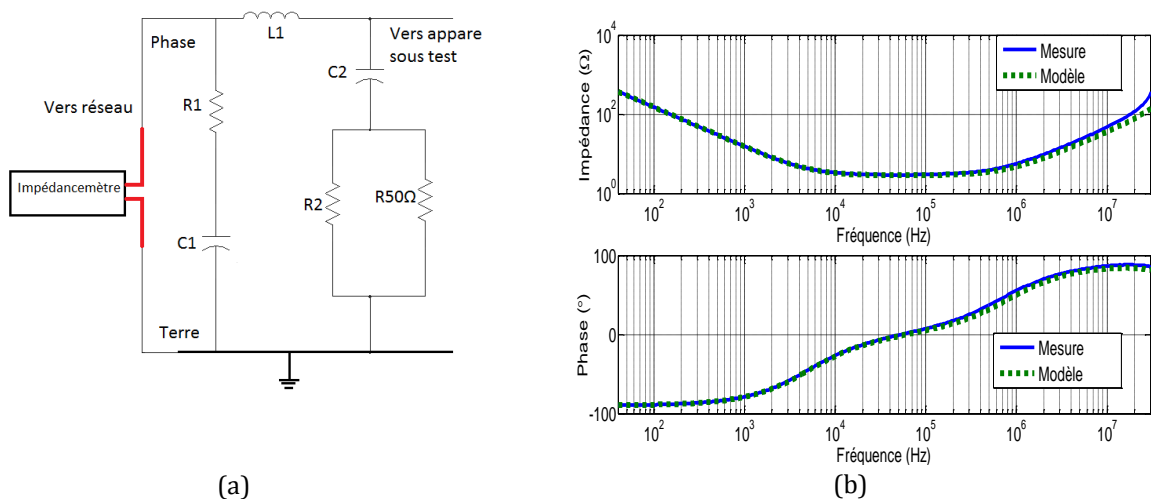 Phase
L1
Vers appare
sous test
C2
R1
Vers réseau
Impédancemètre
R2
R50Ω
C1
Terre
(a)
Impédance (Ω)
10^4
10^2
10^0
Mesure
Modèle
10^2
10^3
10^4
10^5
10^6
10^7
Fréquence (Hz)
Phase (°)
100
0
-100
Mesure
Modèle
10^2
10^3
10^4
10^5
10^6
10^7
Fréquence (Hz)
(b)